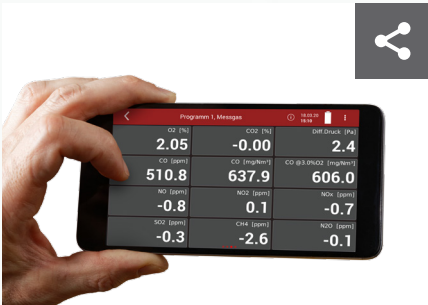 Programm 1, Messgas 18.03.20
15:15
O2 [%] CO2 [%] Diff.Druck [Pa]
2.05 -0.00 2.4
CO [ppm] CO [mg/Nm³] CO @3.0%O2 [mg/Nm³]
510.8 637.9 606.0
NO [ppm] NO2 [ppm] NOx [ppm]
-0.8 0.1 -0.7
SO2 [ppm] CH4 [ppm] N2O [ppm]
-0.3 -2.6 -0.1